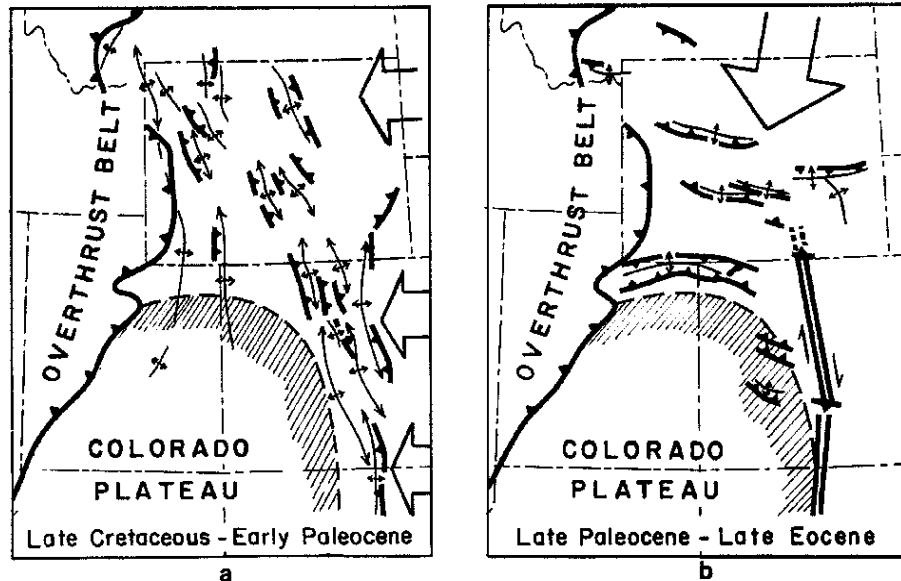 OVERTHRUST BELT
COLORADO
PLATEAU
Late Cretaceous - Early Paleocene
a
OVERTHRUST BELT
COLORADO
PLATEAU
Late Paleocene - Late Eocene
b